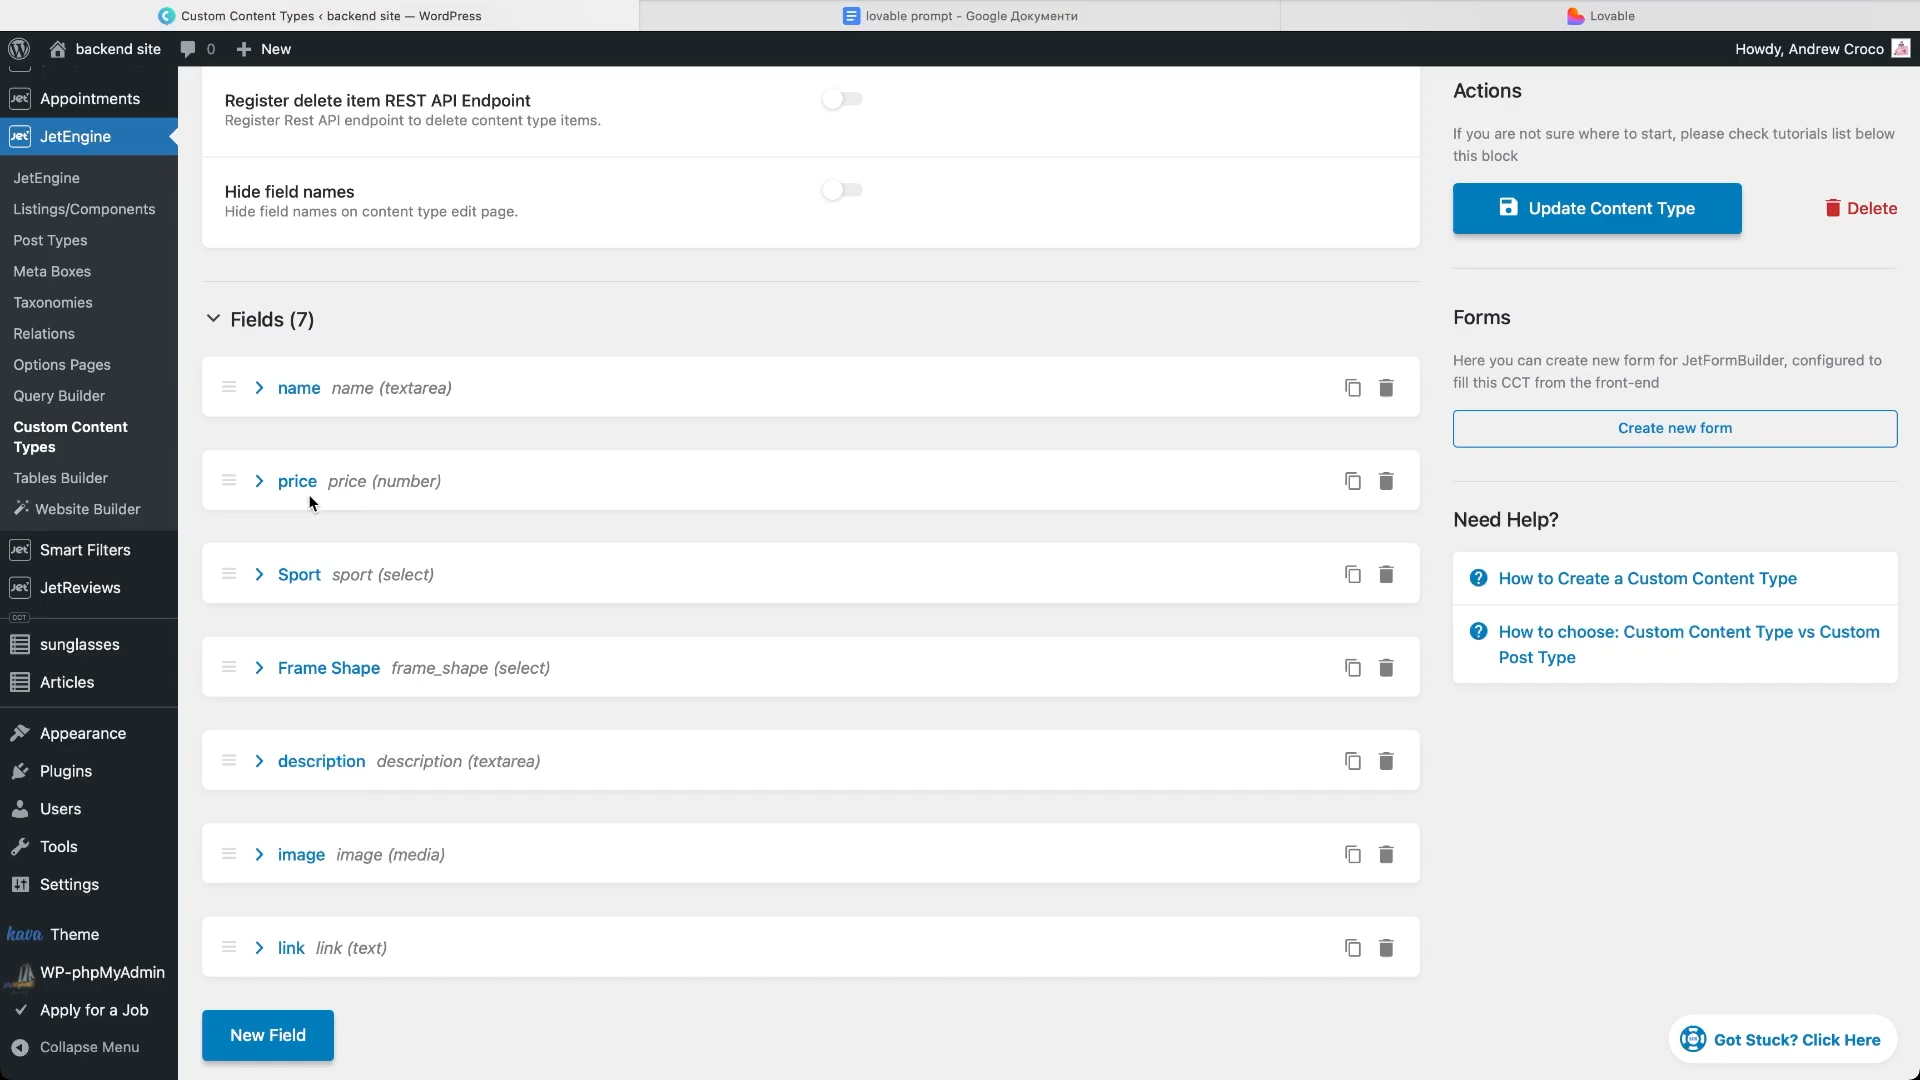 Custom Content Types ‹ backend site — WordPress
lovable prompt - Google Документи
Lovable
backend site
0
New
Howdy, Andrew Croco
Appointments
JetEngine
JetEngine
Listings/Components
Post Types
Meta Boxes
Taxonomies
Relations
Options Pages
Query Builder
Custom Content
Types
Tables Builder
Website Builder
Smart Filters
JetReviews
CCT
sunglasses
Articles
Appearance
Plugins
Users
Tools
Settings
kava Theme
WP-phpMyAdmin
Apply for a Job
Collapse Menu
Register delete item REST API Endpoint
Register Rest API endpoint to delete content type items.
Hide field names
Hide field names on content type edit page.
Fields (7)
name name (textarea)
price price (number)
Sport sport (select)
Frame Shape frame_shape (select)
description description (textarea)
image image (media)
link link (text)
New Field
Actions
If you are not sure where to start, please check tutorials list below
this block
Update Content Type
Delete
Forms
Here you can create new form for JetFormBuilder, configured to
fill this CCT from the front-end
Create new form
Need Help?
How to Create a Custom Content Type
How to choose: Custom Content Type vs Custom
Post Type
Got Stuck? Click Here